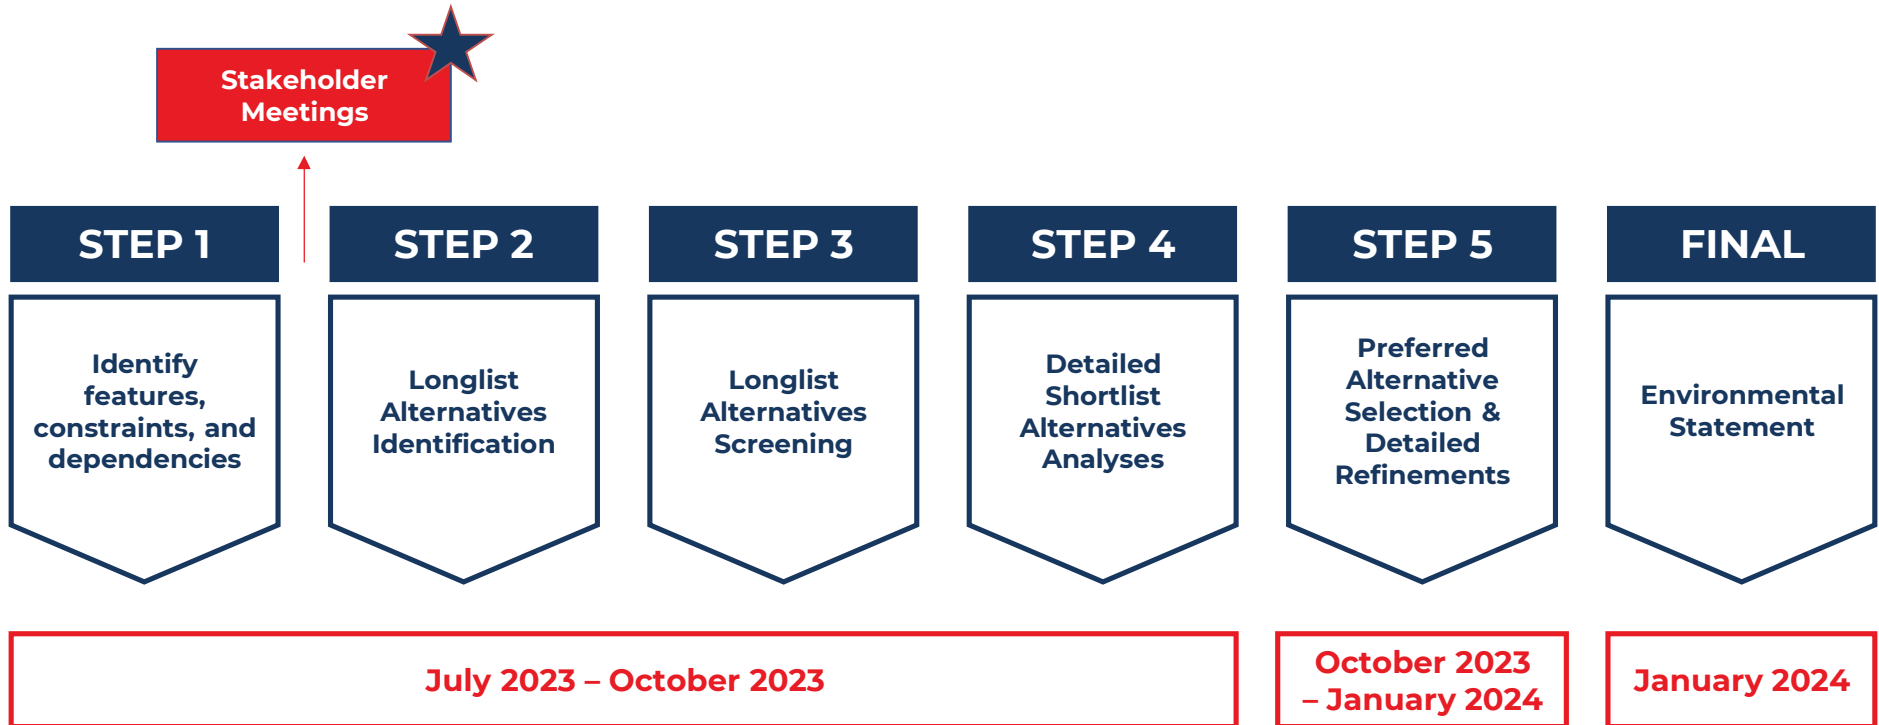 Stakeholder
Meetings
STEP 1
STEP 2
STEP 3
STEP 4
STEP 5
FINAL
Identify
features,
constraints, and
dependencies
Longlist
Alternatives
Identification
Longlist
Alternatives
Screening
Detailed
Shortlist
Alternatives
Analyses
Preferred
Alternative
Selection &
Detailed
Refinements
Environmental
Statement
July 2023 – October 2023
October 2023
– January 2024
January 2024